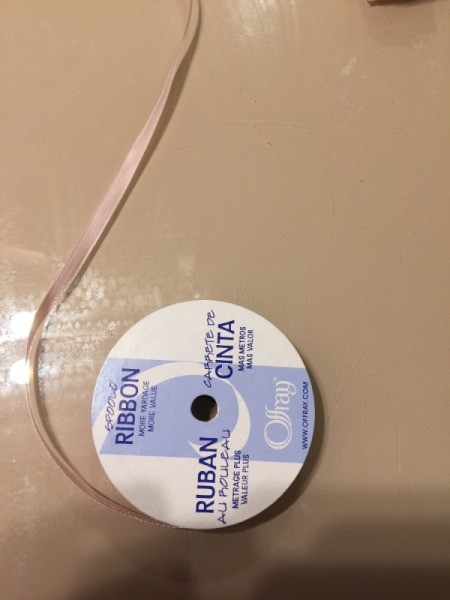 SPOOLO'
RIBBON
MORE YARDAGE
MORE VALUE
CARRETE DE
CINTA
MAS METROS
MAS VALOR
RUBAN
AU ROULEAU
METRAGE PLUS
VALEUR PLUS
Offray®
WWW.OFFRAY.COM